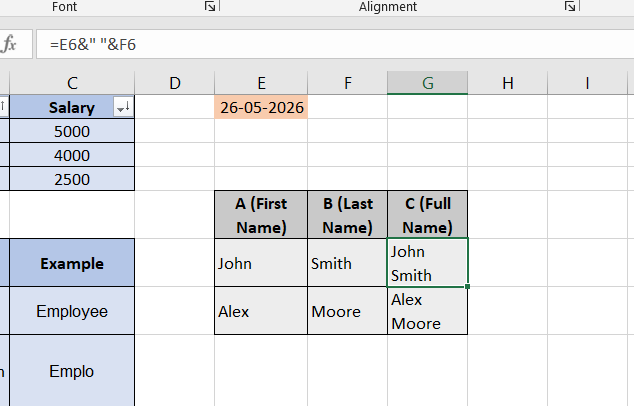 Font Alignment
fx =E6&" "&F6
C D E F G H I
Salary 26-05-2026
5000
4000
2500
A (First B (Last C (Full
Name) Name) Name)
Example John Smith John
Smith
Employee Alex Moore Alex
Moore
n Emplo